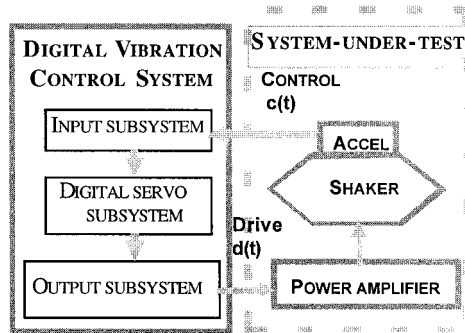 DIGITAL VIBRATION
CONTROL SYSTEM
INPUT SUBSYSTEM
DIGITAL SERVO
SUBSYSTEM
OUTPUT SUBSYSTEM
SYSTEM-UNDER-TEST
CONTROL
c(t)
ACCEL
SHAKER
Drive
d(t)
POWER AMPLIFIER